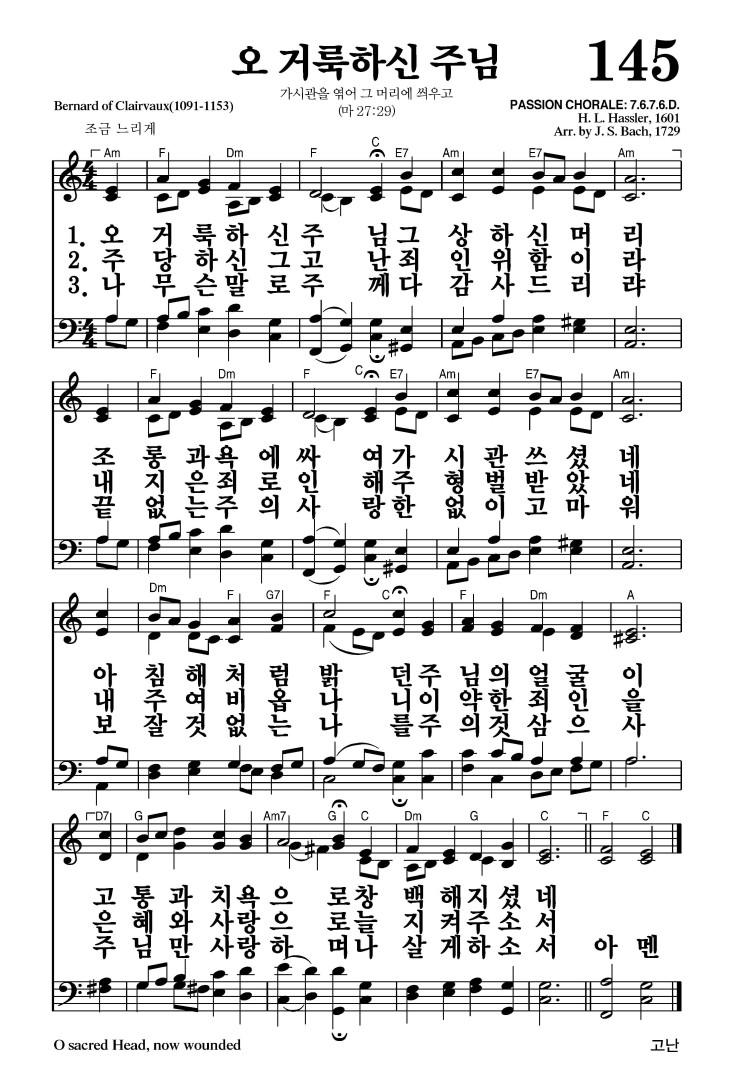 오 거룩하신 주님
145
가시관을 엮어 그 머리에 씌우고
(마 27:29)
Bernard of Clairvaux(1091-1153)
PASSION CHORALE: 7.6.7.6.D.
H. L. Hassler, 1601
Arr. by J. S. Bach, 1729
조금 느리게
Am F Dm F C E7 Am E7 Am
1. 오 거 룩 하 신 주 님 그 상 하 신 머 리
2. 주 당 하 신 그 고 난 죄 인 위 함 이 라
3. 나 무 슨 말 로 주 께 다 감 사 드 리 랴
F Dm F C E7 Am E7 Am
조 롱 과 욕 에 싸 여 가 시 관 쓰 셨 네
내 지 은 죄 로 인 해 주 형 벌 받 았 네
끝 없 는 주 의 사 랑 한 없 이 고 마 워
Dm F G7 F C F Dm A
아 침 해 처 럼 밝 던 주 님 의 얼 굴 이
내 주 여 비 옵 나 니 이 약 한 죄 인 을
보 잘 것 없 는 나 를 주 의 것 삼 으 사
D7 G Am7 G C Dm G C F C
고 통 과 치 욕 으 로 창 백 해 지 셨 네
은 혜 와 사 랑 으 로 늘 지 켜 주 소 서
주 님 만 사 랑 하 며 나 살 게 하 소 서 아 멘
O sacred Head, now wounded
고난